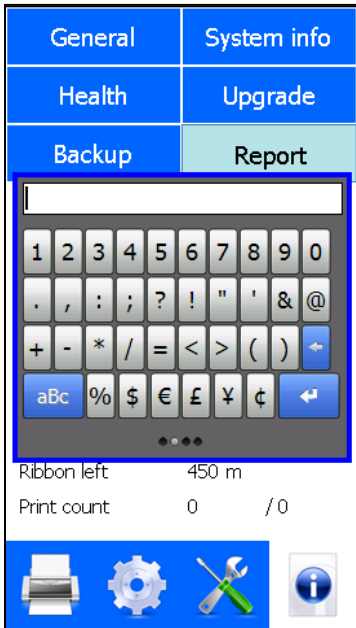 General System info
Health Upgrade
Backup Report
1 2 3 4 5 6 7 8 9 0
. , : ; ? ! " ' & @
+ - * / = < > ( )
aBc % $ € £ ¥ ¢
Ribbon left 450 m
Print count 0 / 0